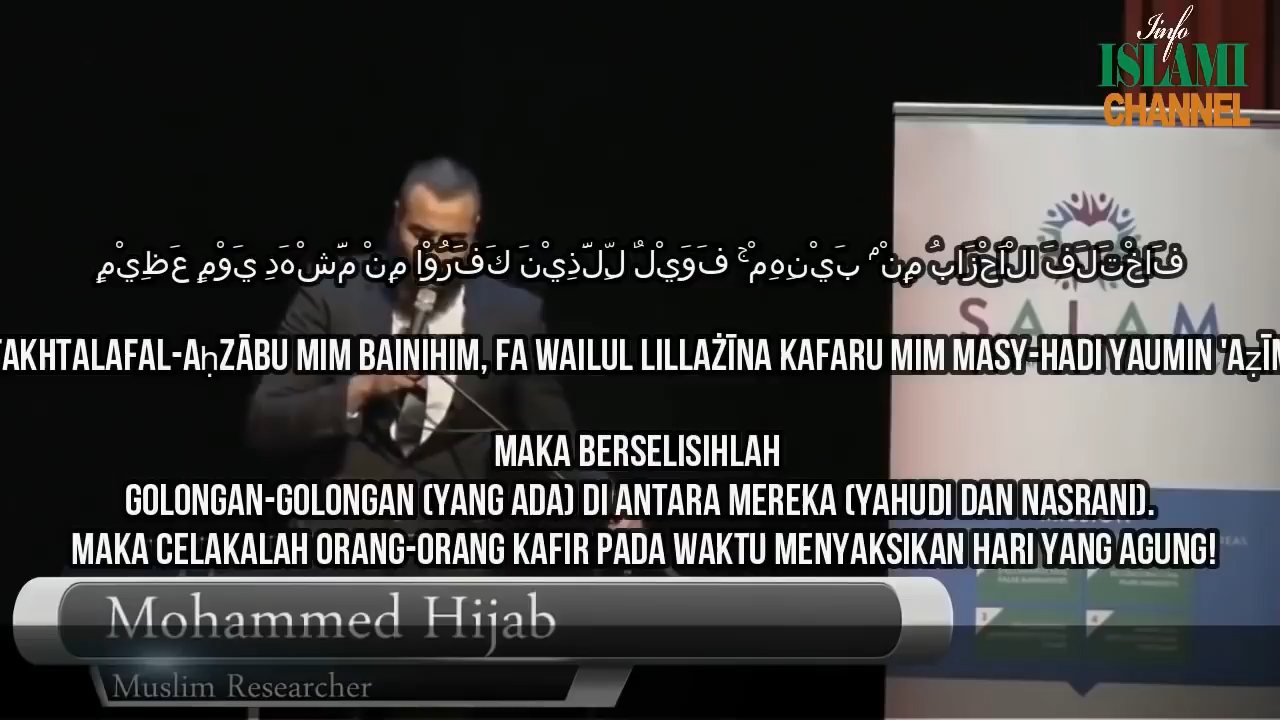 Info
ISLAMI
CHANNEL
فَاخْتَلَفَ الْاَحْزَابُ مِنْۢ بَيْنِهِمْۚ فَوَيْلٌ لِّلَّذِيْنَ كَفَرُوْا مِنْ مَّشْهَدِ يَوْمٍ عَظِيْمٍ
SALAM
TAKHTALAFAL-AḥZĀBU MIM BAINIHIM, FA WAILUL LILLAŻĪNA KAFARU MIM MASY-HADI YAUMIN 'AẓĪM
MAKA BERSELISIHLAH
GOLONGAN-GOLONGAN (YANG ADA) DI ANTARA MEREKA (YAHUDI DAN NASRANI).
MAKA CELAKALAH ORANG-ORANG KAFIR PADA WAKTU MENYAKSIKAN HARI YANG AGUNG!
Mohammed Hijab
Muslim Researcher